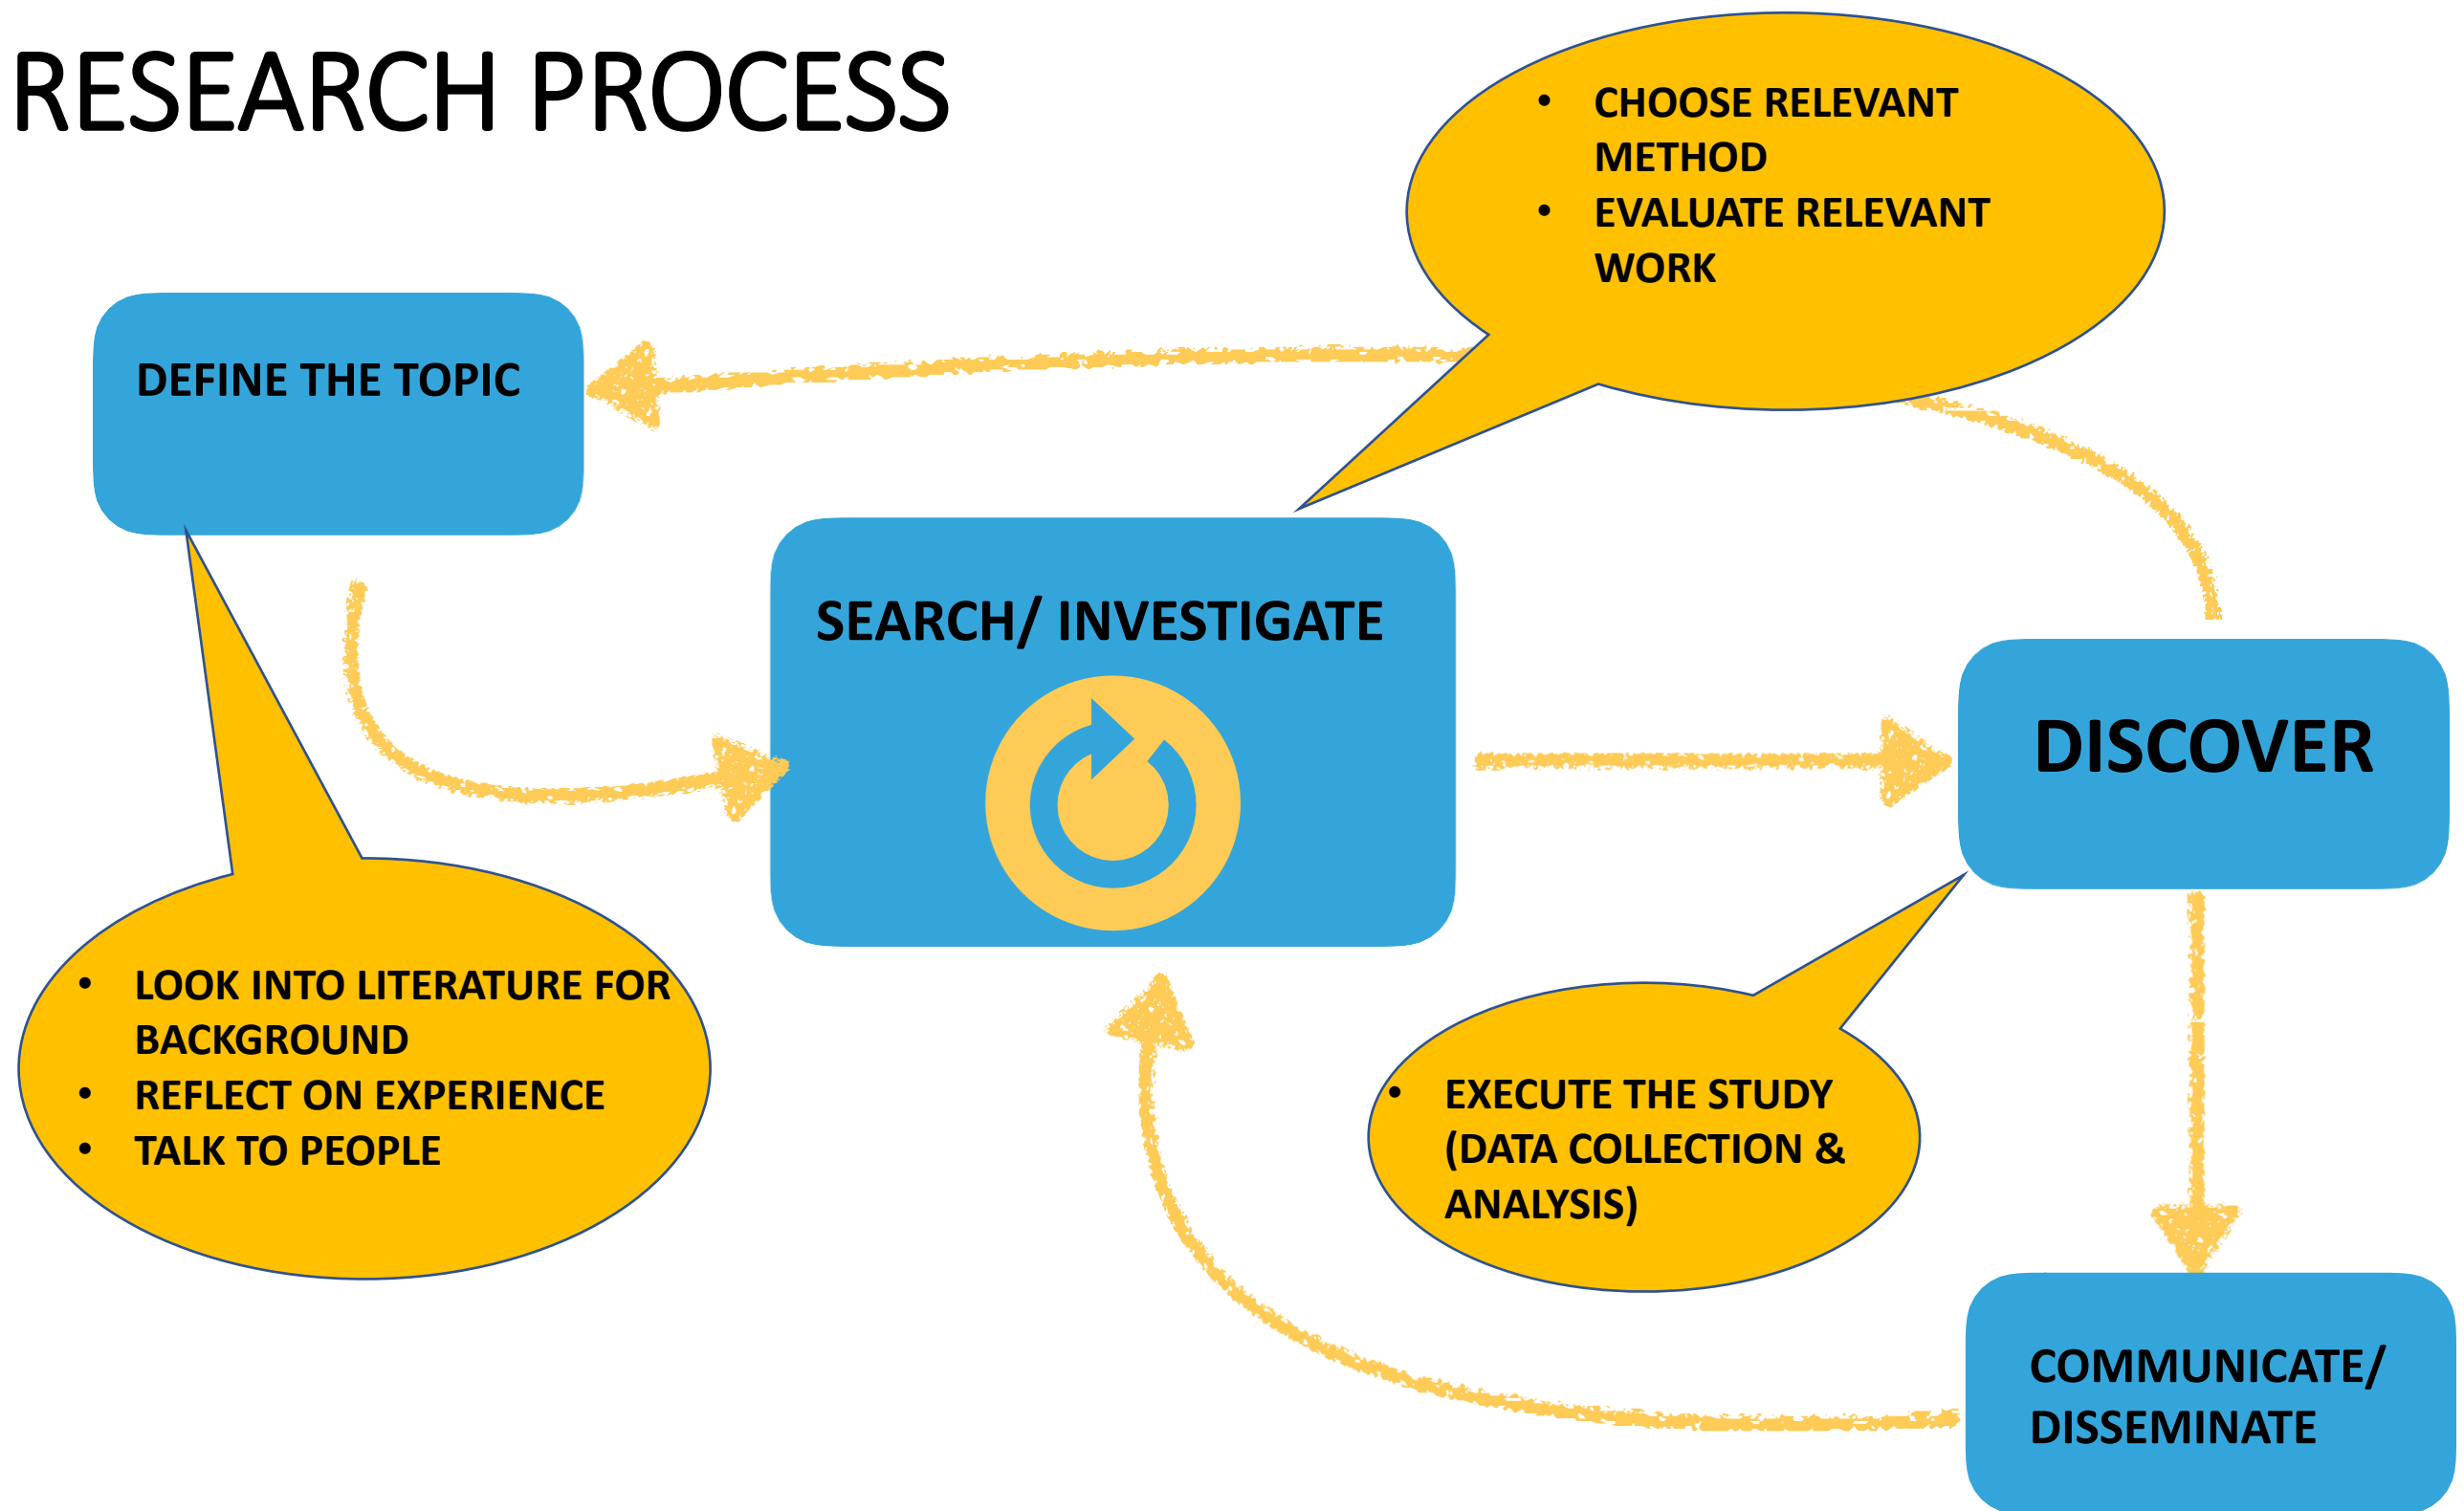 RESEARCH PROCESS
• CHOOSE RELEVANT
METHOD
• EVALUATE RELEVANT
WORK
DEFINE THE TOPIC
SEARCH/ INVESTIGATE
DISCOVER
• LOOK INTO LITERATURE FOR
BACKGROUND
• REFLECT ON EXPERIENCE
• TALK TO PEOPLE
• EXECUTE THE STUDY
(DATA COLLECTION &
ANALYSIS)
COMMUNICATE/
DISSEMINATE